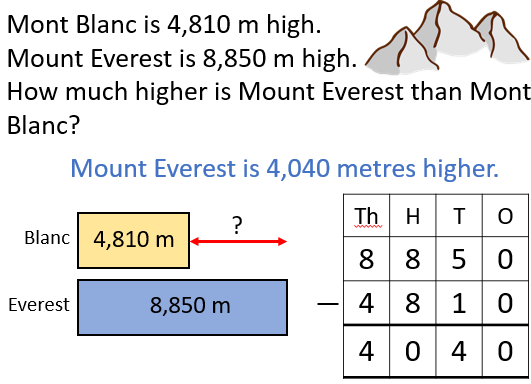 Mont Blanc is 4,810 m high.
Mount Everest is 8,850 m high.
How much higher is Mount Everest than Mont
Blanc?
Mount Everest is 4,040 metres higher.
Blanc 4,810 m ?
Everest 8,850 m
Th H T O
8 8 5 0
— 4 8 1 0
4 0 4 0